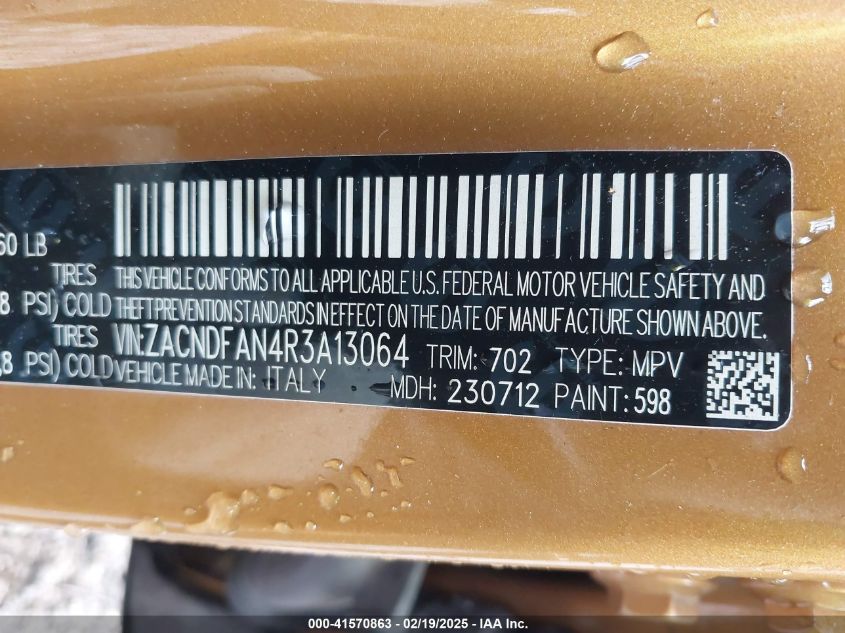 60 LB
TIRES
8 PSI) COLD
TIRES
,8 PSI) COLD
THIS VEHICLE CONFORMS TO ALL APPLICABLE U.S. FEDERAL MOTOR VEHICLE SAFETY AND
THEFT PREVENTION STANDARDS IN EFFECT ON THE DATE OF MANUFACTURE SHOWN ABOVE.
VIN:ZACNDFAN4R3A13064 TRIM: 702 TYPE: MPV
VEHICLE MADE IN: ITALY MDH: 230712 PAINT: 598
000-41570863 - 02/19/2025 - IAA Inc.